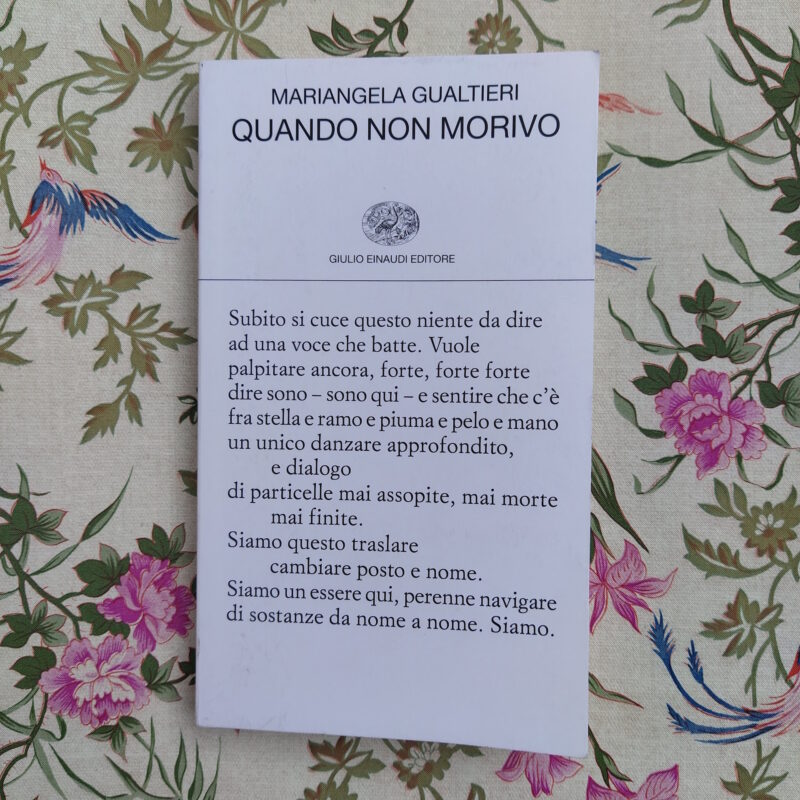 MARIANGELA GUALTIERI
QUANDO NON MORIVO
GIULIO EINAUDI EDITORE
Subito si cuce questo niente da dire
ad una voce che batte. Vuole
palpitare ancora, forte, forte forte
dire sono – sono qui – e sentire che c'è
fra stella e ramo e piuma e pelo e mano
un unico danzare approfondito,
e dialogo
di particelle mai assopite, mai morte
mai finite.
Siamo questo traslare
cambiare posto e nome.
Siamo un essere qui, perenne navigare
di sostanze da nome a nome. Siamo.